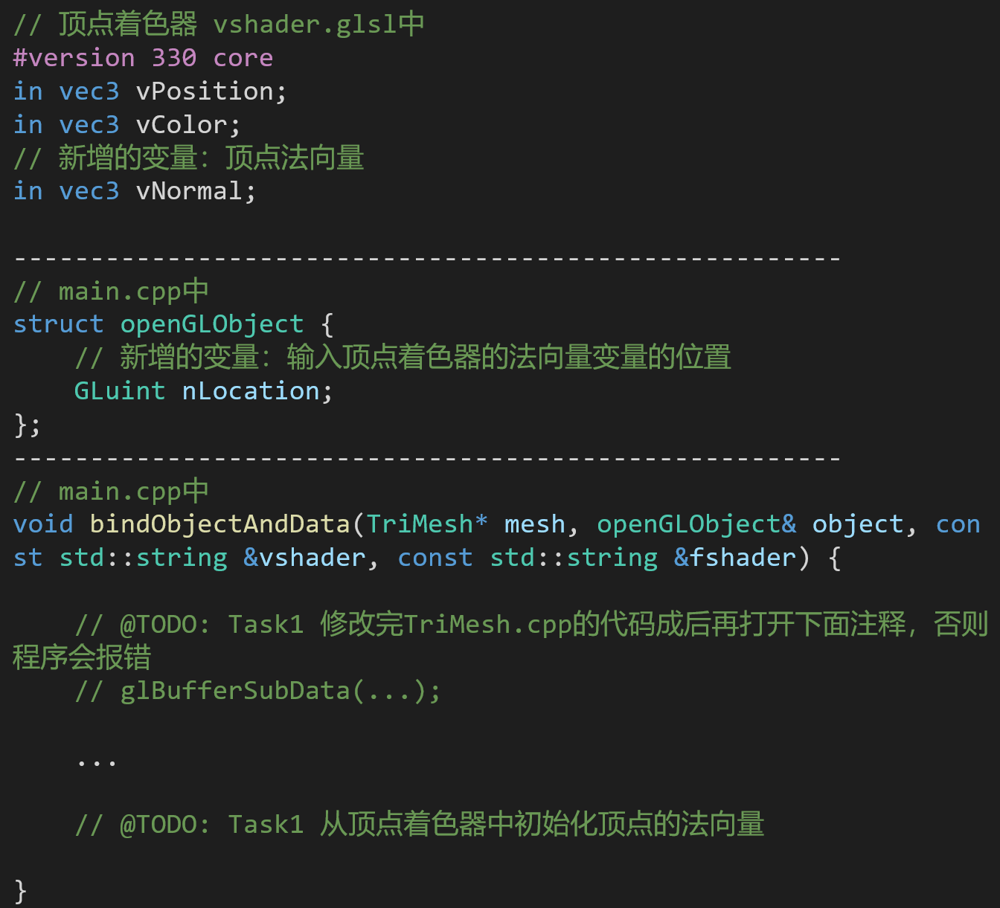 // 顶点着色器 vshader.glsl中
#version 330 core
in vec3 vPosition;
in vec3 vColor;
// 新增的变量：顶点法向量
in vec3 vNormal;
------------------------------------------------------
// main.cpp中
struct openGLObject {
    // 新增的变量：输入顶点着色器的法向量变量的位置
    GLuint nLocation;
};
------------------------------------------------------
// main.cpp中
void bindObjectAndData(TriMesh* mesh, openGLObject& object, con
st std::string &vshader, const std::string &fshader) {
    // @TODO: Task1 修改完TriMesh.cpp的代码成后再打开下面注释，否则
程序会报错
    // glBufferSubData(...);
    ...
    // @TODO: Task1 从顶点着色器中初始化顶点的法向量
}